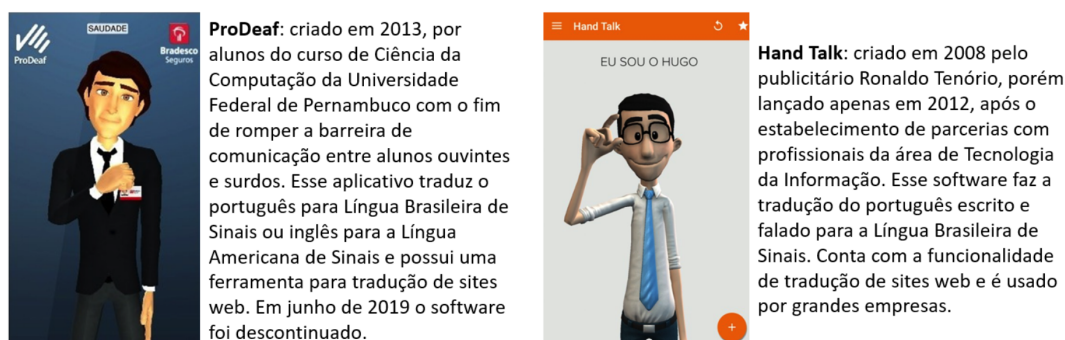 ProDeaf
SAUDADE
Bradesco
Seguros
ProDeaf: criado em 2013, por
alunos do curso de Ciência da
Computação da Universidade
Federal de Pernambuco com o fim
de romper a barreira de
comunicação entre alunos ouvintes
e surdos. Esse aplicativo traduz o
português para Língua Brasileira de
Sinais ou inglês para a Língua
Americana de Sinais e possui uma
ferramenta para tradução de sites
web. Em junho de 2019 o software
foi descontinuado.
Hand Talk
EU SOU O HUGO
Hand Talk: criado em 2008 pelo
publicitário Ronaldo Tenório, porém
lançado apenas em 2012, após o
estabelecimento de parcerias com
profissionais da área de Tecnologia
da Informação. Esse software faz a
tradução do português escrito e
falado para a Língua Brasileira de
Sinais. Conta com a funcionalidade
de tradução de sites web e é usado
por grandes empresas.